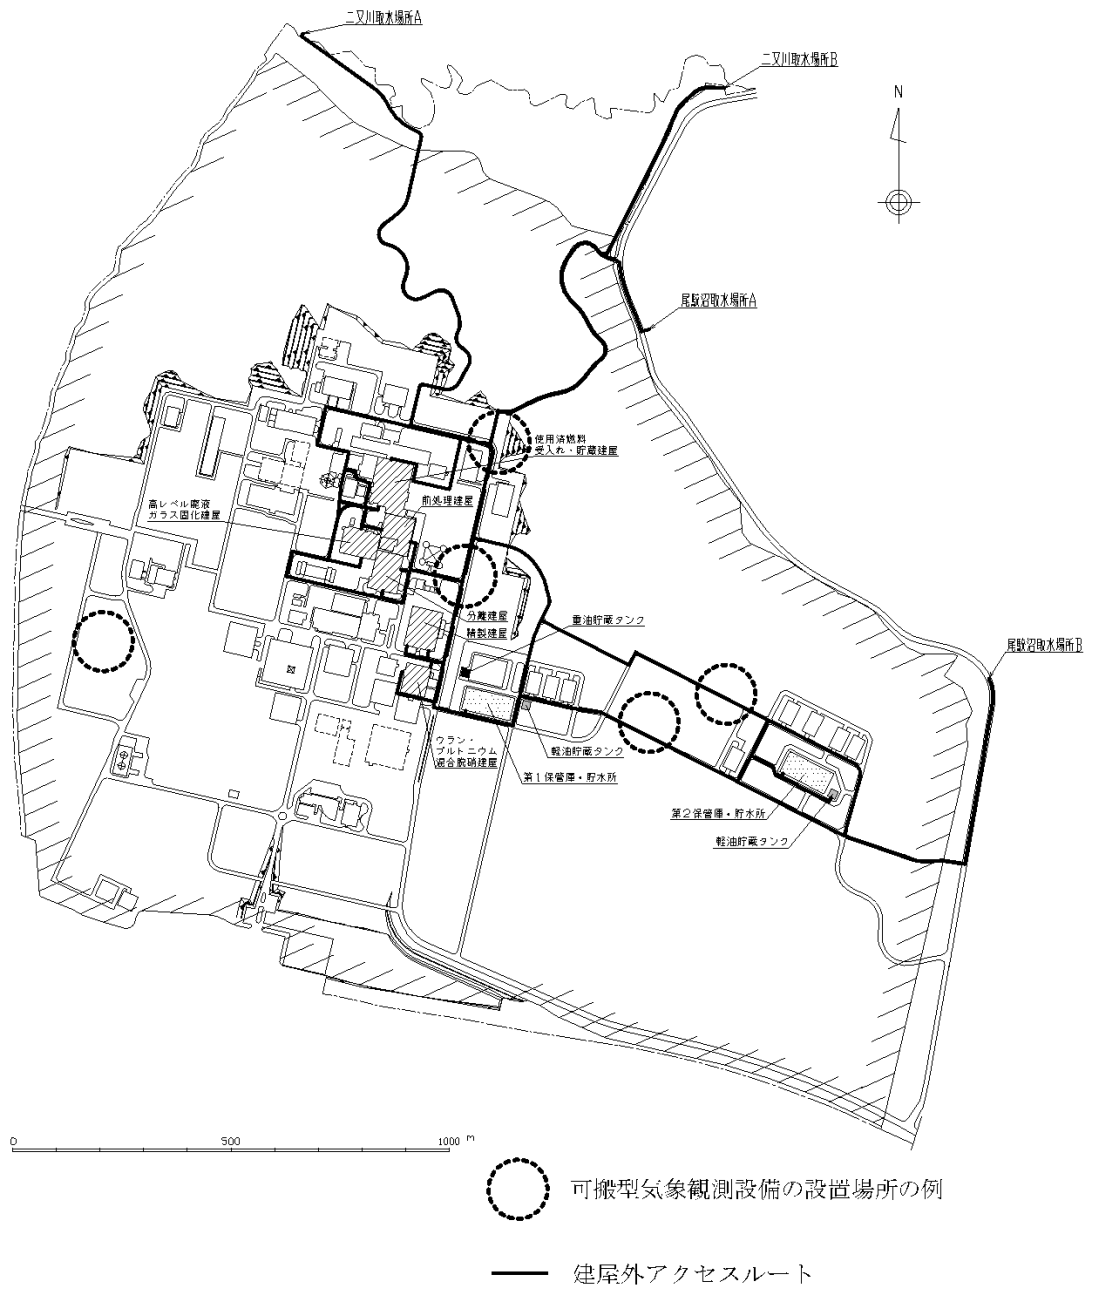 二又川取水場所A
二又川取水場所B
N
尾駮沼取水場所A
使用済燃料
受入れ・貯蔵建屋
高レベル廃液
ガラス固化建屋
前処理建屋
分離建屋
精製建屋
重油貯蔵タンク
尾駮沼取水場所B
ウラン・
プルトニウム
混合脱硝建屋
軽油貯蔵タンク
第1保管庫・貯水所
第2保管庫・貯水所
軽油貯蔵タンク
0 500 1000 m
可搬型気象観測設備の設置場所の例
建屋外アクセスルート